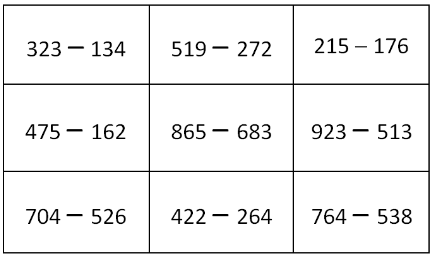 323 – 134 519 – 272 215 – 176
475 – 162 865 – 683 923 – 513
704 – 526 422 – 264 764 – 538